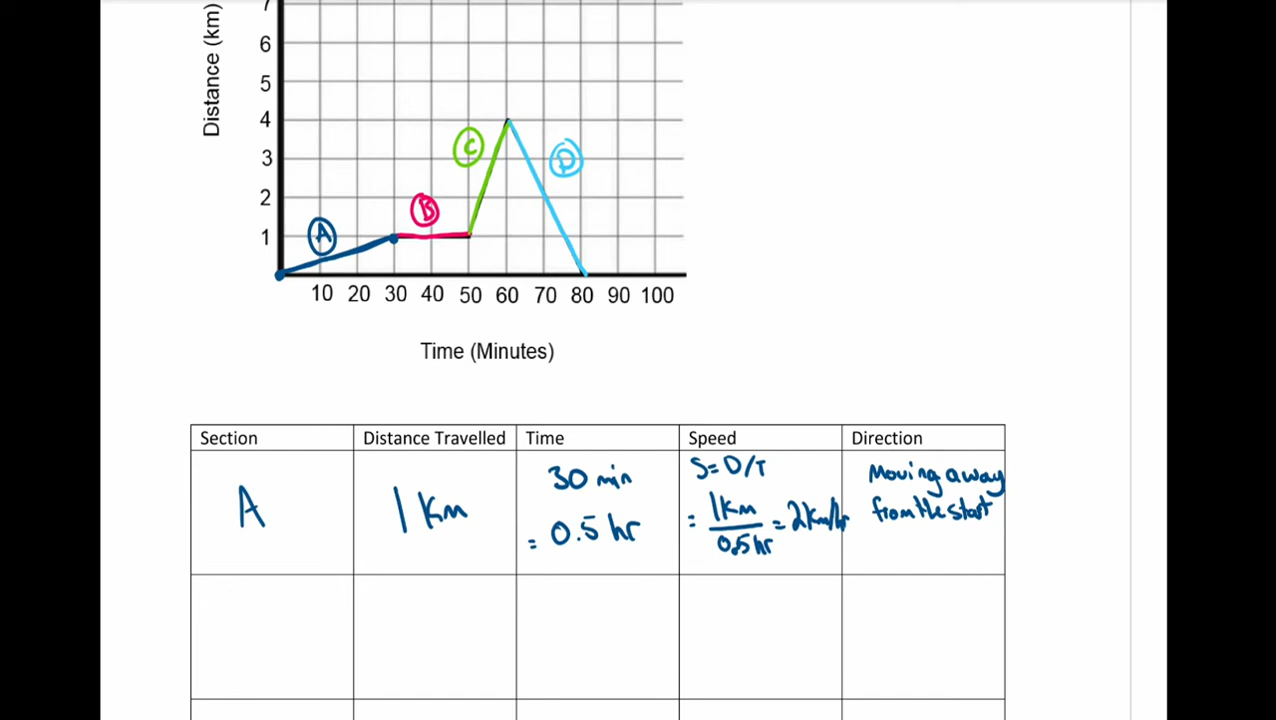 7
Distance (km)
6
5
4
3
2
1
C
D
B
A
10 20 30 40 50 60 70 80 90 100
Time (Minutes)
Section Distance Travelled Time Speed Direction
A
1 km
30 min
= 0.5 hr
S= D/T
= 1km = 2km/hr
0.5 hr
Moving away
from the start